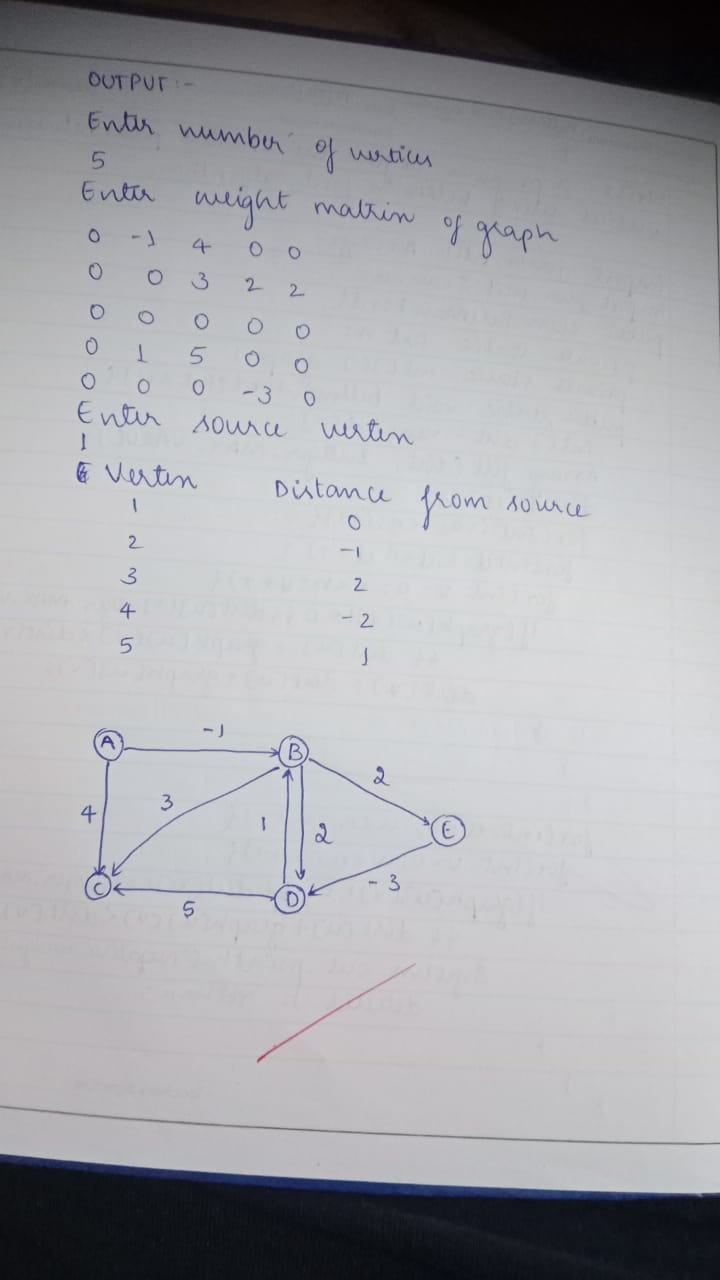 OUTPUT :-
Enter number of vertices
5
Enter weight matrix of graph
0 -1 4 0 0
0 0 3 2 2
0 0 0 0 0
0 1 5 0 0
0 0 0 -3 0
Enter source vertex
1
Vertex Distance from source
1 0
2 -1
3 2
4 -2
5 1
A -1 B
4 3 1 2 2
E
C 5 D -3